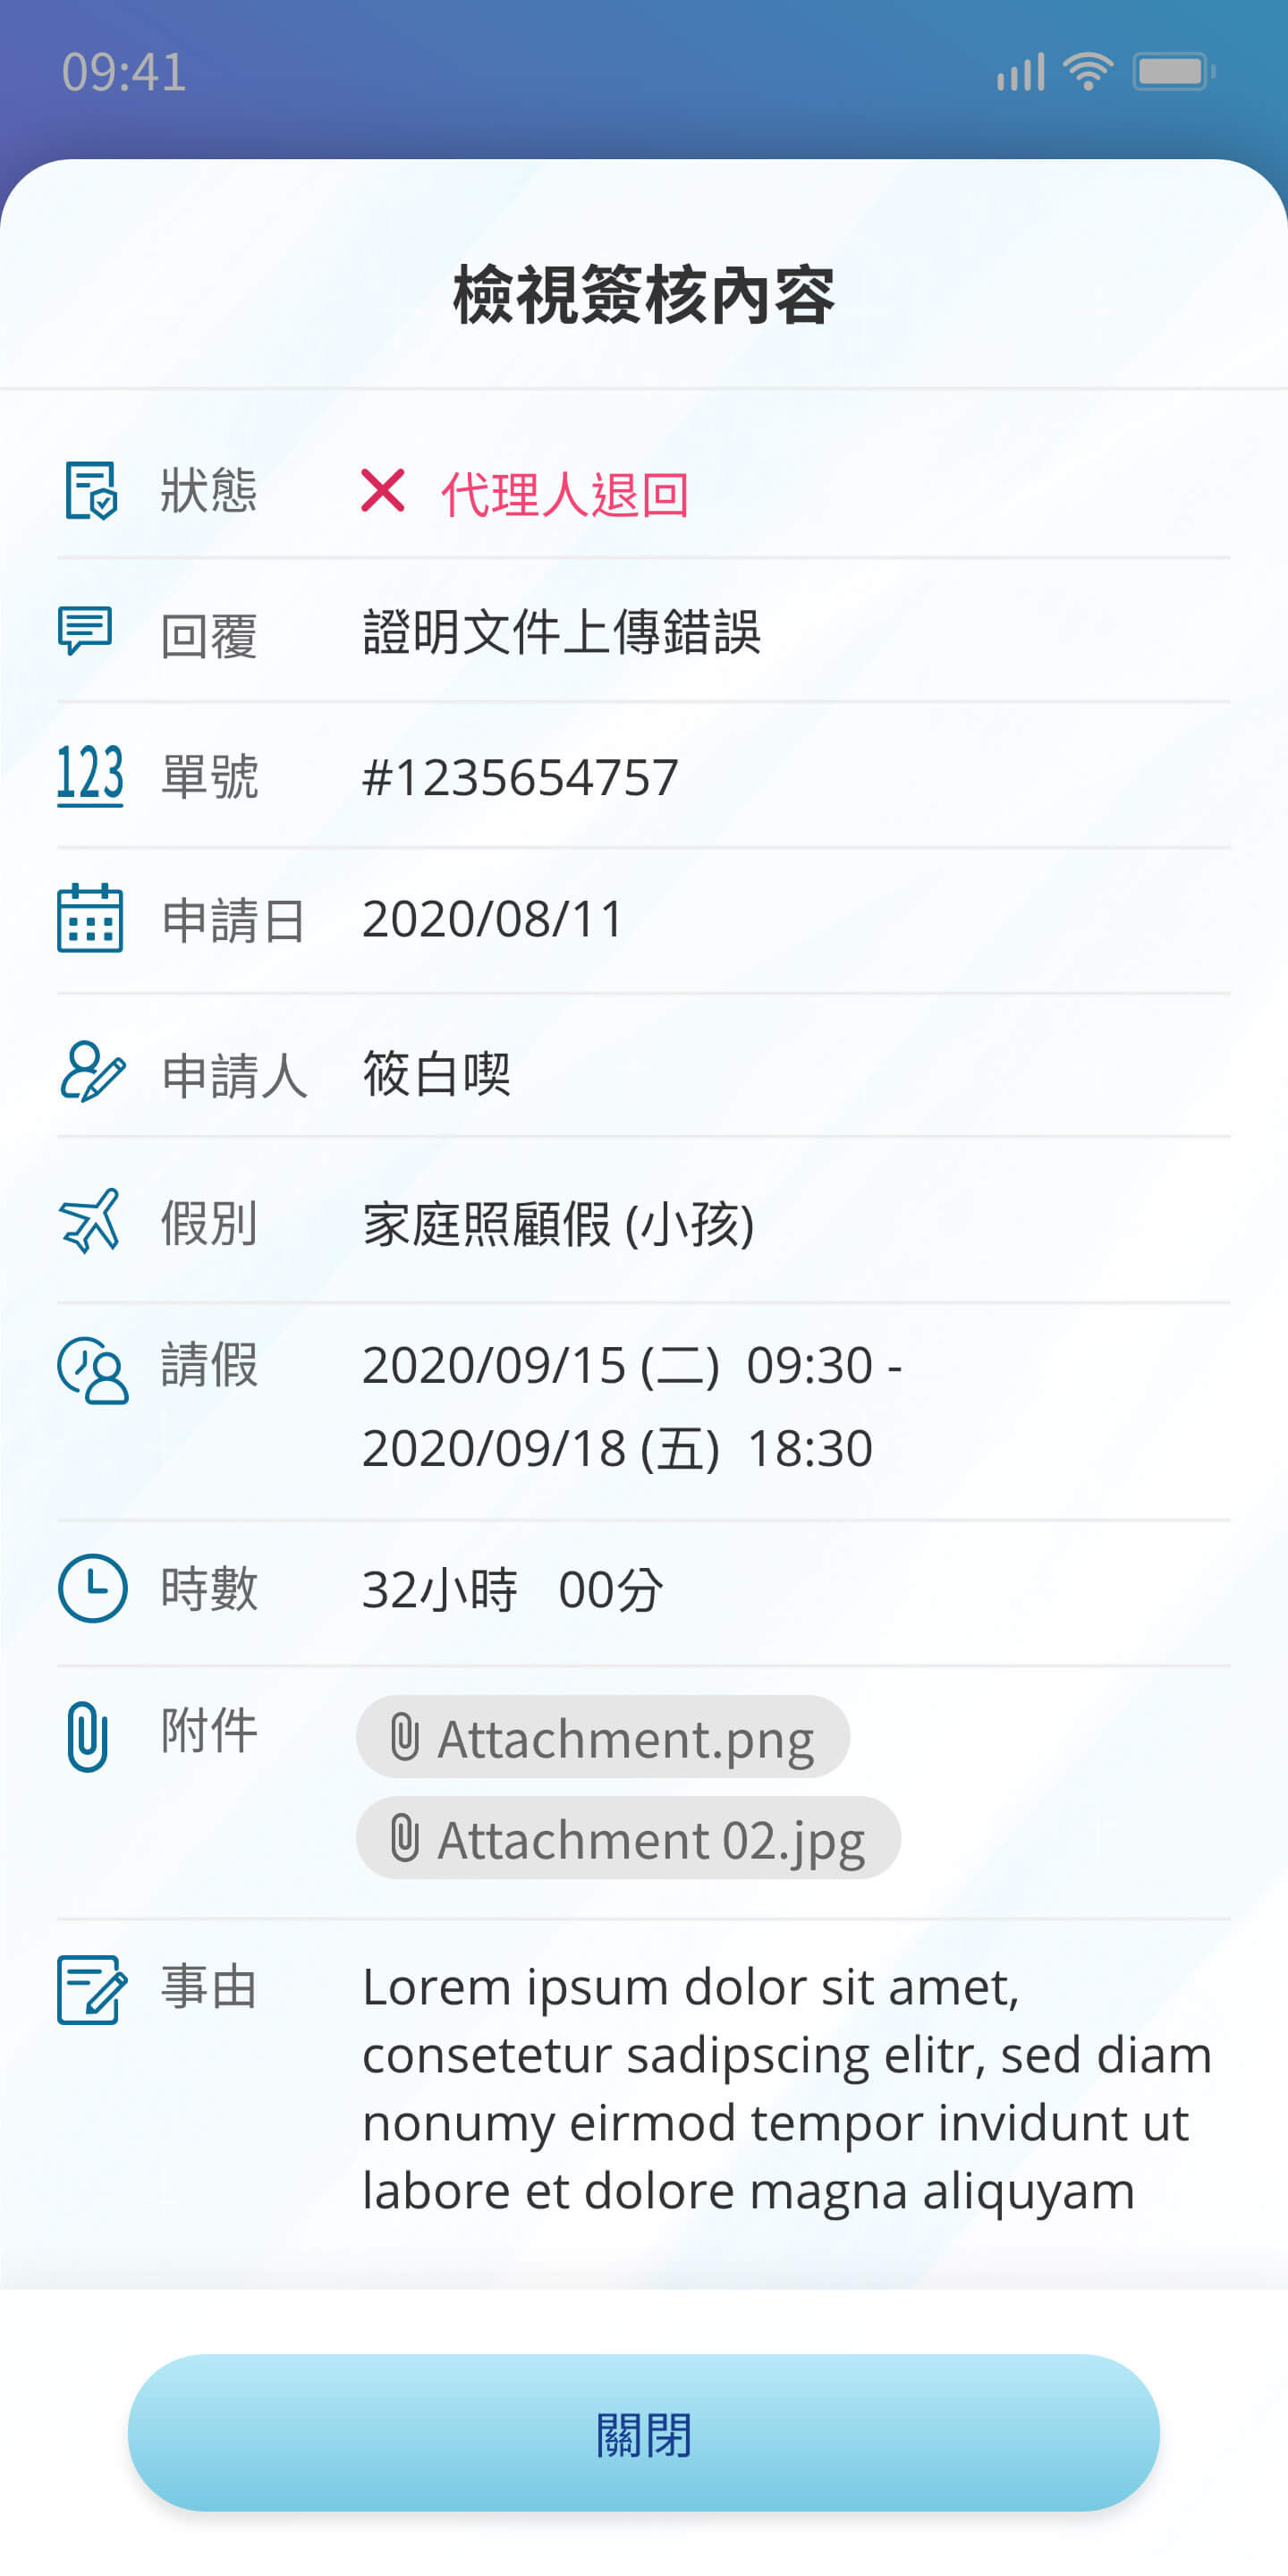 09:41
檢視簽核內容
狀態 代理人退回
回覆 證明文件上傳錯誤
123 單號 #1235654757
申請日 2020/08/11
申請人 筱白喫
假別 家庭照顧假 (小孩)
請假 2020/09/15 (二) 09:30 -
2020/09/18 (五) 18:30
時數 32小時 00分
附件 Attachment.png
Attachment 02.jpg
事由 Lorem ipsum dolor sit amet,
consetetur sadipscing elitr, sed diam
nonumy eirmod tempor invidunt ut
labore et dolore magna aliquyam
關閉